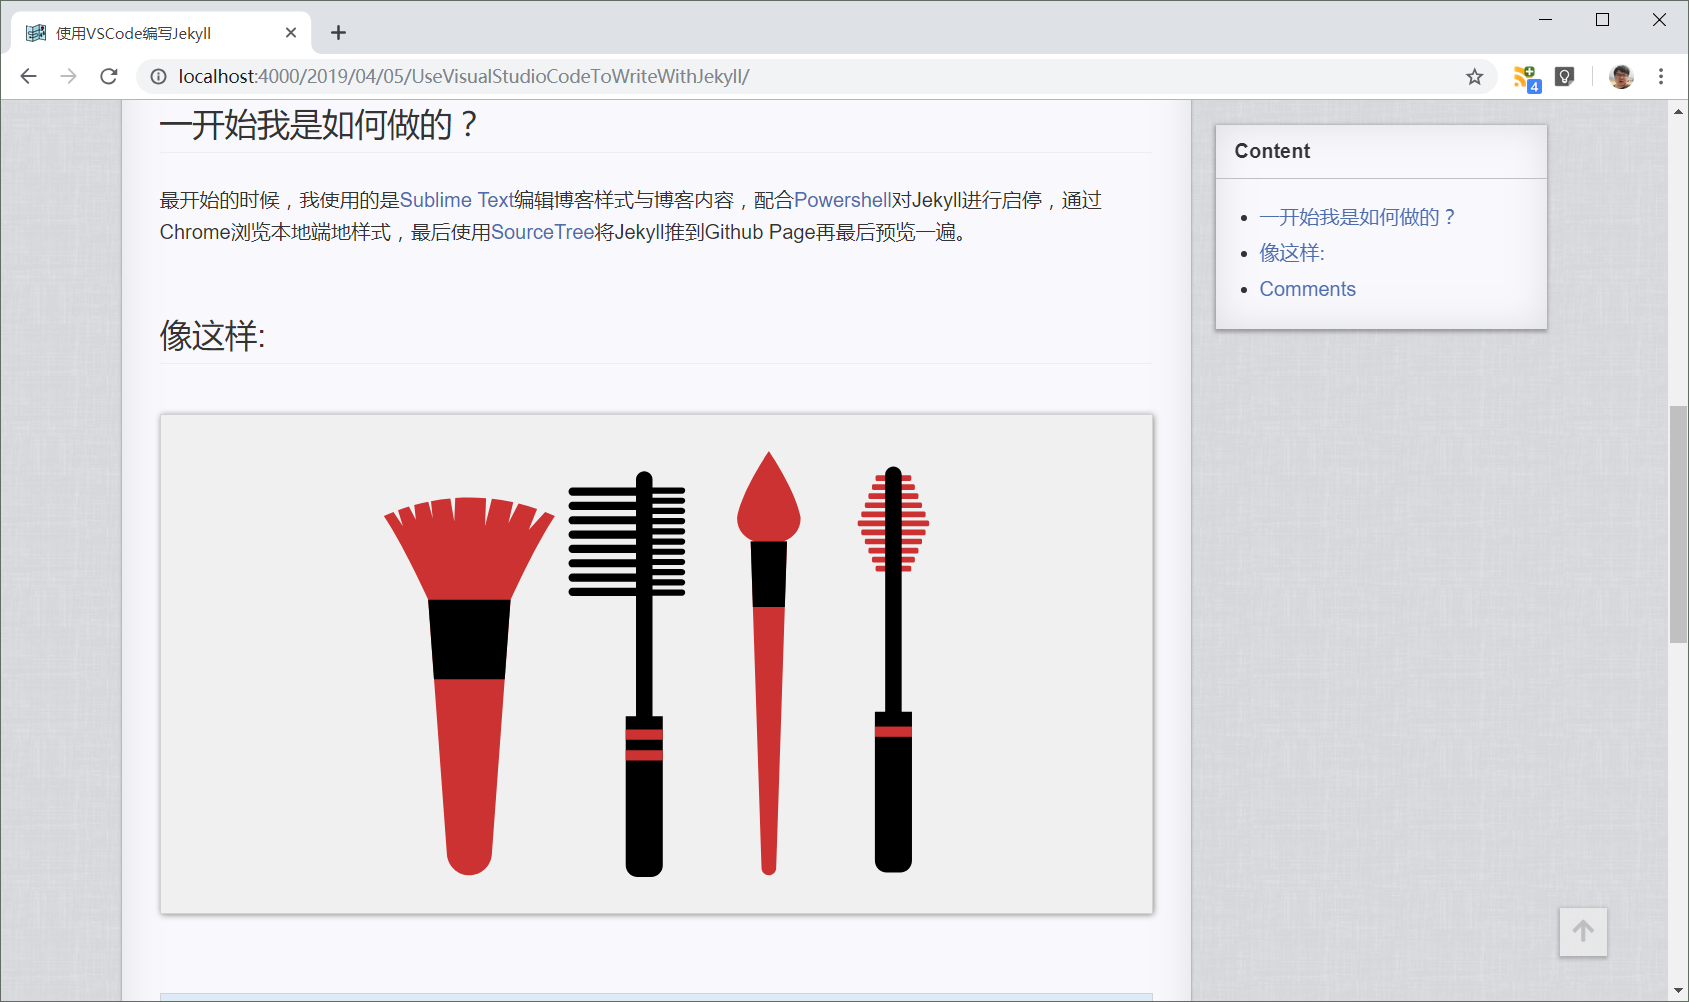 使用VSCode编写Jekyll
localhost:4000/2019/04/05/UseVisualStudioCodeToWriteWithJekyll/
4
一开始我是如何做的？
最开始的时候，我使用的是Sublime Text编辑博客样式与博客内容，配合Powershell对Jekyll进行启停，通过
Chrome浏览本地端地样式，最后使用SourceTree将Jekyll推到Github Page再最后预览一遍。
像这样:
Content
一开始我是如何做的？
像这样:
Comments